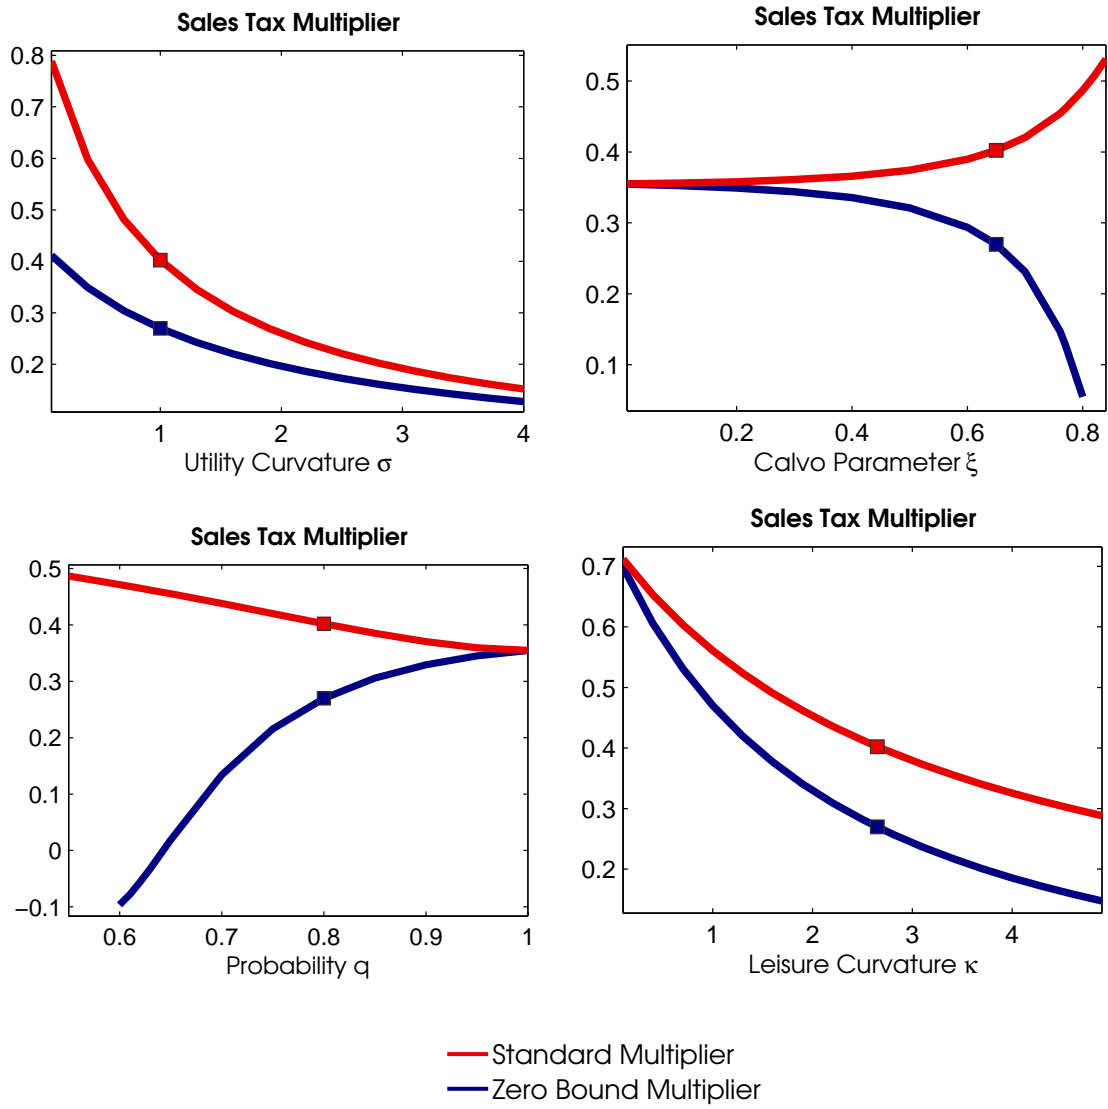 Sales Tax Multiplier
0.8
0.7
0.6
0.5
0.4
0.3
0.2
1 2 3 4
Utility Curvature σ
Sales Tax Multiplier
0.5
0.4
0.3
0.2
0.1
0.2 0.4 0.6 0.8
Calvo Parameter ξ
Sales Tax Multiplier
0.5
0.4
0.3
0.2
0.1
0
−0.1
0.6 0.7 0.8 0.9 1
Probability q
Sales Tax Multiplier
0.7
0.6
0.5
0.4
0.3
0.2
1 2 3 4
Leisure Curvature κ
Standard Multiplier
Zero Bound Multiplier